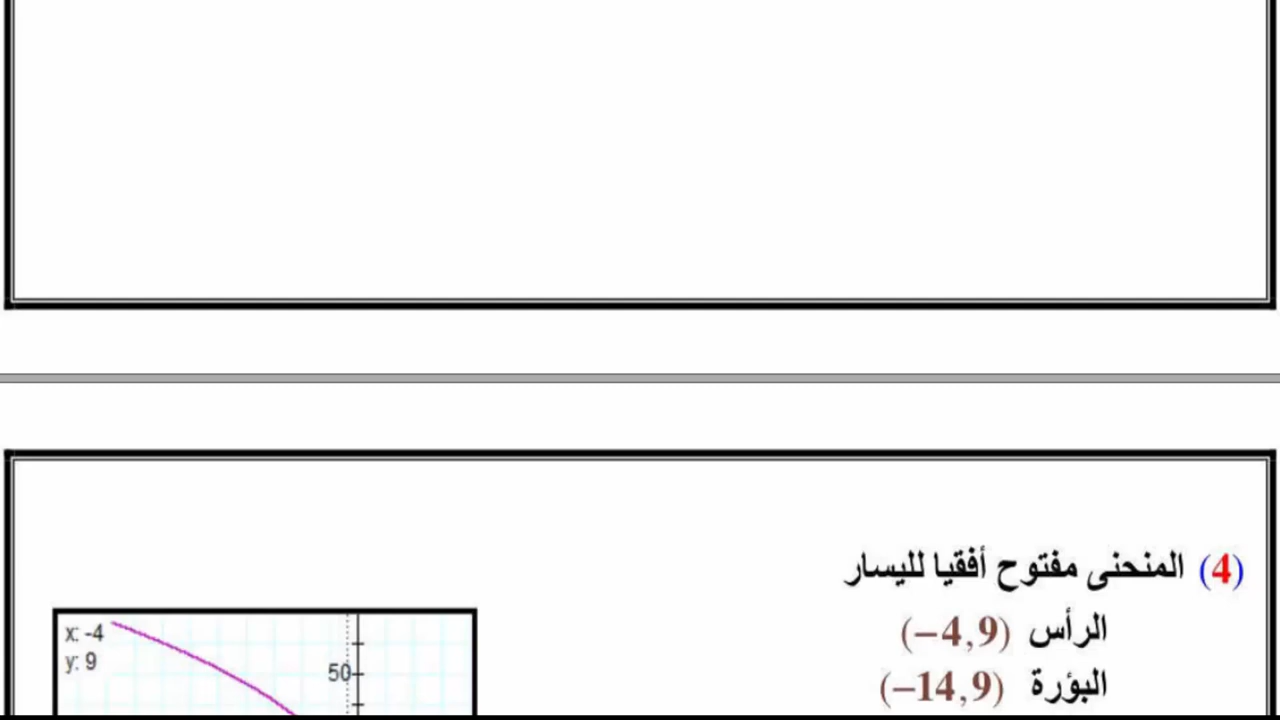 (4) المنحنى مفتوح أفقيا لليسار
الرأس (−4,9)
البؤرة (−14,9)
x: -4
y: 9
50